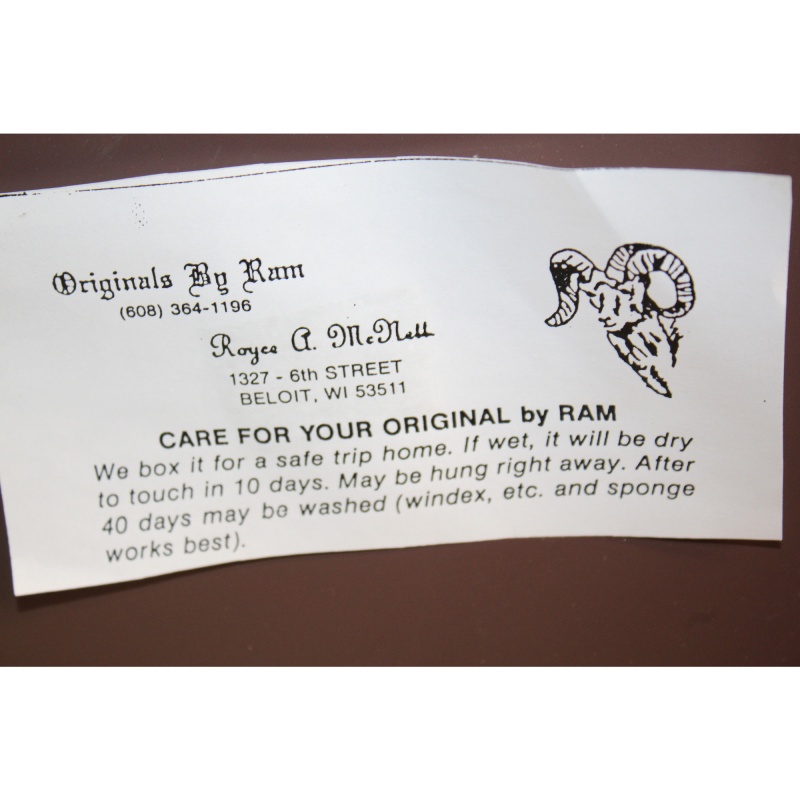 Originals By Ram
(608) 364-1196
Royce A. McNett
1327 - 6th STREET
BELOIT, WI 53511
CARE FOR YOUR ORIGINAL by RAM
We box it for a safe trip home. If wet, it will be dry
to touch in 10 days. May be hung right away. After
40 days may be washed (windex, etc. and sponge
works best).